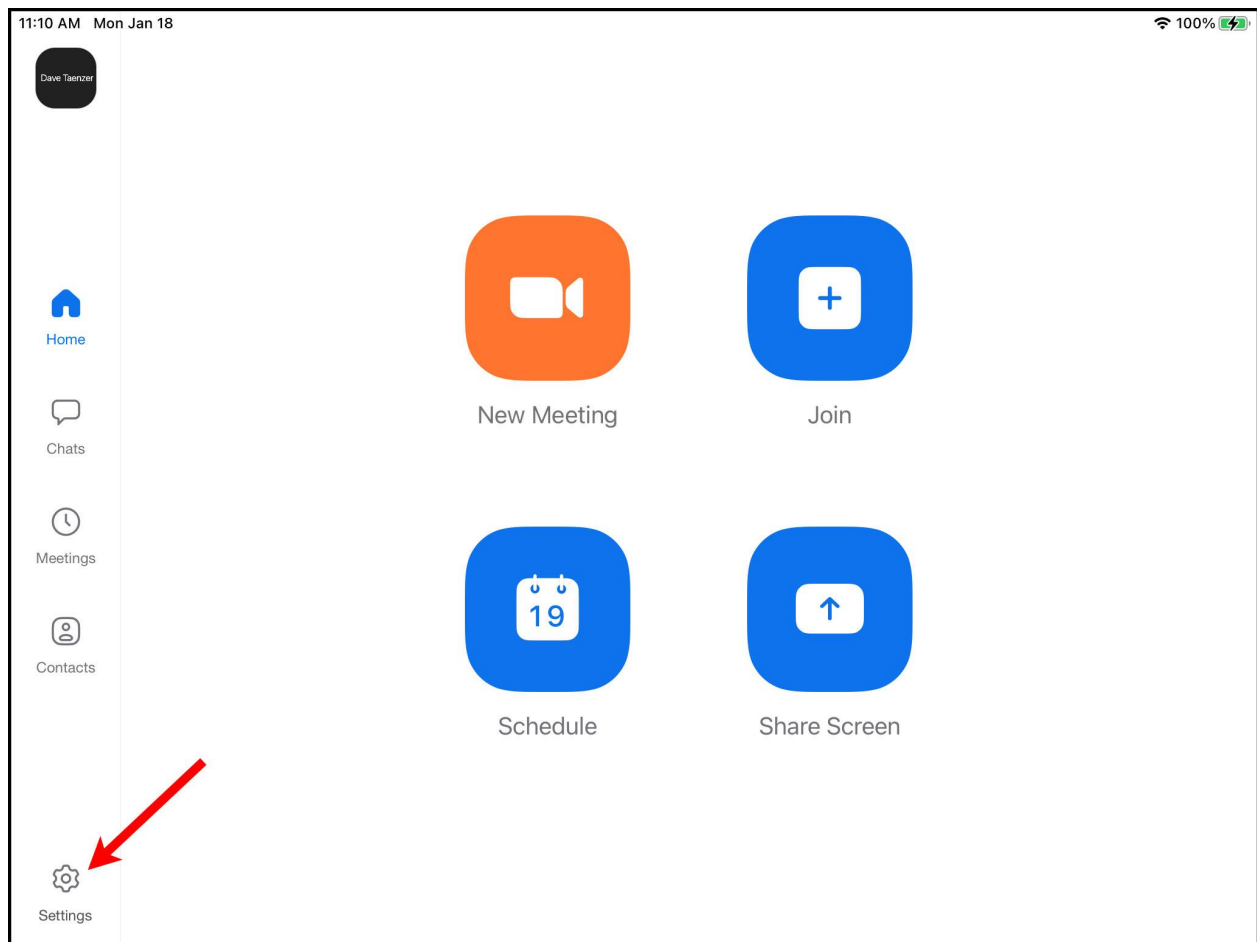 11:10 AM Mon Jan 18
100%
Dave Taenzer
Home
Chats
Meetings
Contacts
Settings
New Meeting
Join
19
Schedule
Share Screen